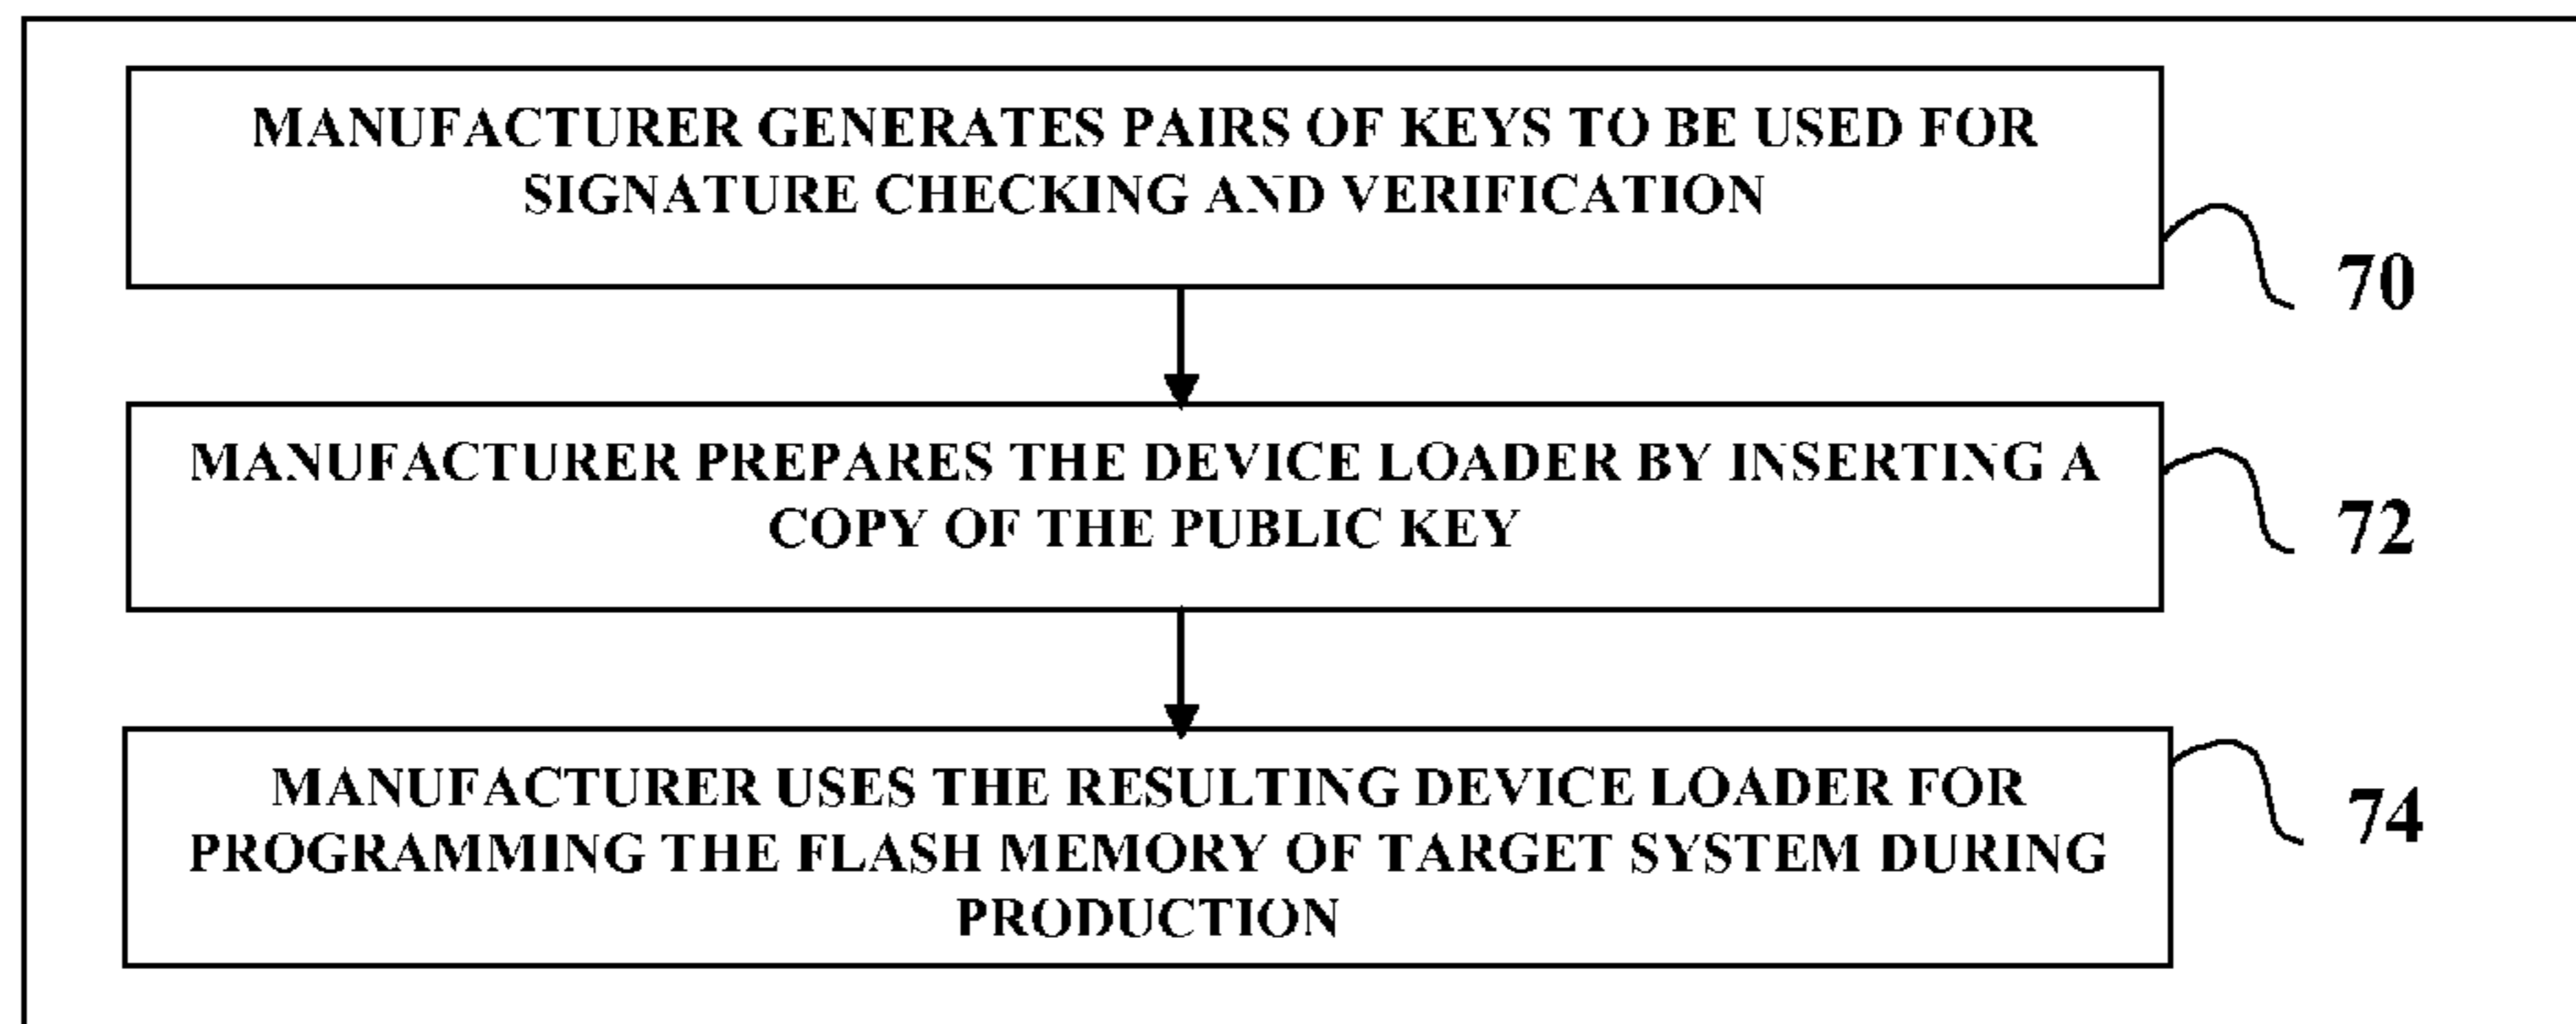 MANUFACTURER GENERATES PAIRS OF KEYS TO BE USED FOR
SIGNATURE CHECKING AND VERIFICATION
70
MANUFACTURER PREPARES THE DEVICE LOADER BY INSERTING A
COPY OF THE PUBLIC KEY
72
MANUFACTURER USES THE RESULTING DEVICE LOADER FOR
PROGRAMMING THE FLASH MEMORY OF TARGET SYSTEM DURING
PRODUCTION
74